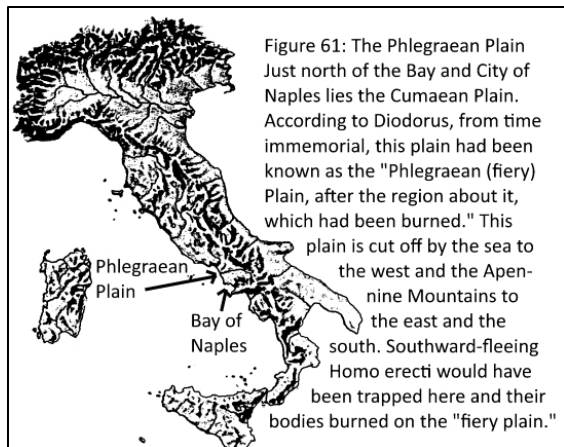 Figure 61: The Phlegraean Plain
Just north of the Bay and City of
Naples lies the Cumaean Plain.
According to Diodorus, from time
immemorial, this plain had been
known as the "Phlegraean (fiery)
Plain, after the region about it,
which had been burned." This
plain is cut off by the sea to
the west and the Apen-
nine Mountains to
the east and the
south. Southward-fleeing
Homo erecti would have
been trapped here and their
bodies burned on the "fiery plain."
Phlegraean
Plain
Bay of
Naples